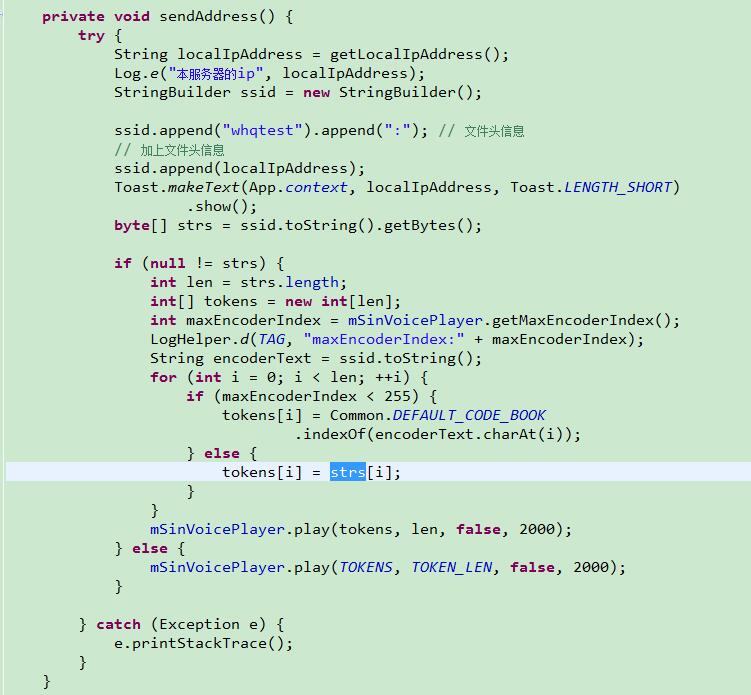 private void sendAddress() {
try {
String localIpAddress = getLocalIpAddress();
Log.e("本服务器的ip", localIpAddress);
StringBuilder ssid = new StringBuilder();
ssid.append("whqtest").append(":"); // 文件头信息
// 加上文件头信息
ssid.append(localIpAddress);
Toast.makeText(App.context, localIpAddress, Toast.LENGTH_SHORT)
.show();
byte[] strs = ssid.toString().getBytes();
if (null != strs) {
int len = strs.length;
int[] tokens = new int[len];
int maxEncoderIndex = mSinVoicePlayer.getMaxEncoderIndex();
LogHelper.d(TAG, "maxEncoderIndex:" + maxEncoderIndex);
String encoderText = ssid.toString();
for (int i = 0; i < len; ++i) {
if (maxEncoderIndex < 255) {
tokens[i] = Common.DEFAULT_CODE_BOOK
.indexOf(encoderText.charAt(i));
} else {
tokens[i] = strs[i];
}
}
mSinVoicePlayer.play(tokens, len, false, 2000);
} else {
mSinVoicePlayer.play(TOKENS, TOKEN_LEN, false, 2000);
}
} catch (Exception e) {
e.printStackTrace();
}
}